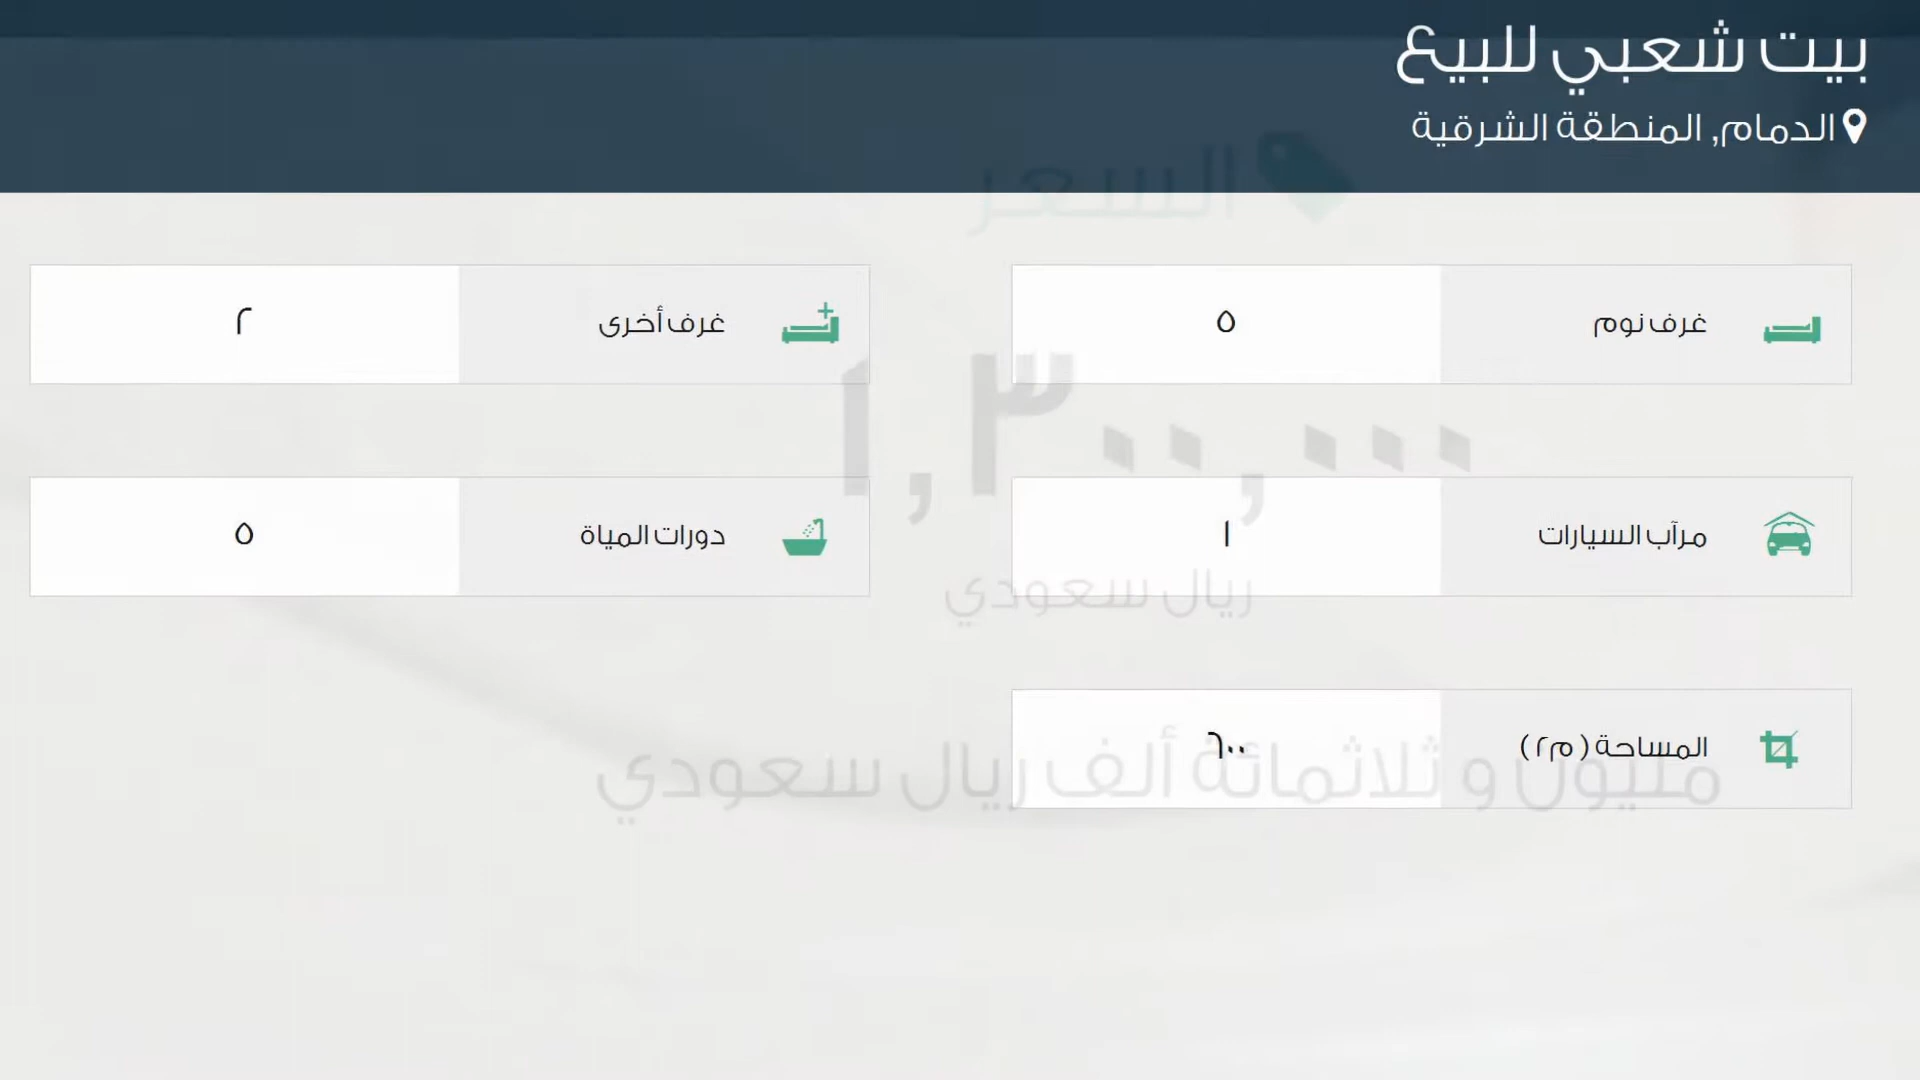 بيت شعبي للبيع
الدمام, المنطقة الشرقية
السعر
غرف نوم ٥
غرف أخرى ٢
١,٣٠٠,٠٠٠
مرآب السيارات ١
دورات المياة ٥
ريال سعودي
المساحة (م٢) ٦٠٠
مليون و ثلاثمائة ألف ريال سعودي